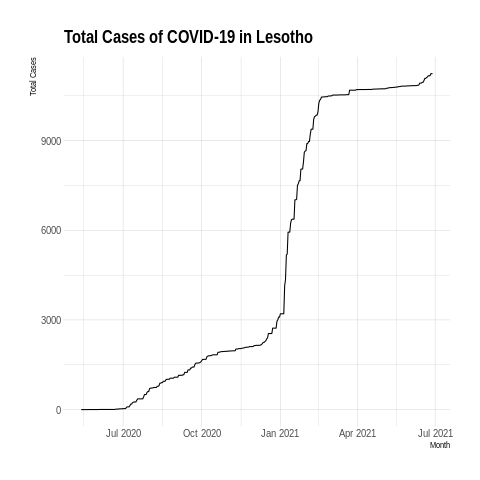 Total Cases of COVID-19 in Lesotho
Total Cases
9000
6000
3000
0
Jul 2020 Oct 2020 Jan 2021 Apr 2021 Jul 2021
Month